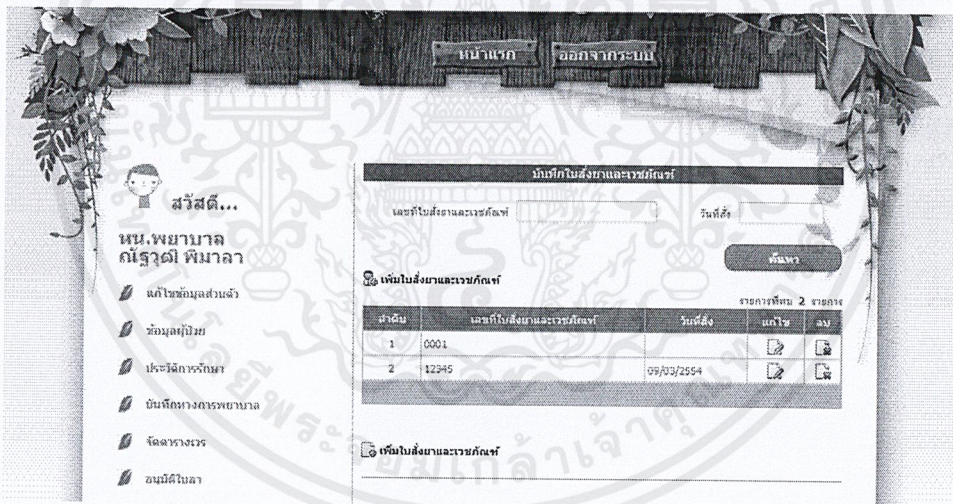 หน้าแรก ออกจากระบบ
สวัสดี...
หน.พยาบาล
ณัฐวุฒิ พิมาลา
แก้ไขข้อมูลส่วนตัว
ข้อมูลผู้ป่วย
ประวัติการรักษา
บันทึกทางการพยาบาล
จัดตารางเวร
อนุมัติใบลา
บันทึกใบสั่งยาและเวชภัณฑ์
เลขที่ใบสั่งยาและเวชภัณฑ์ วันที่สั่ง
ค้นหา
เพิ่มใบสั่งยาและเวชภัณฑ์
รายการที่พบ 2 รายการ
ลำดับ เลขที่ใบสั่งยาและเวชภัณฑ์ วันที่สั่ง แก้ไข ลบ
1 0001
2 12345 09/03/2554
เพิ่มใบสั่งยาและเวชภัณฑ์